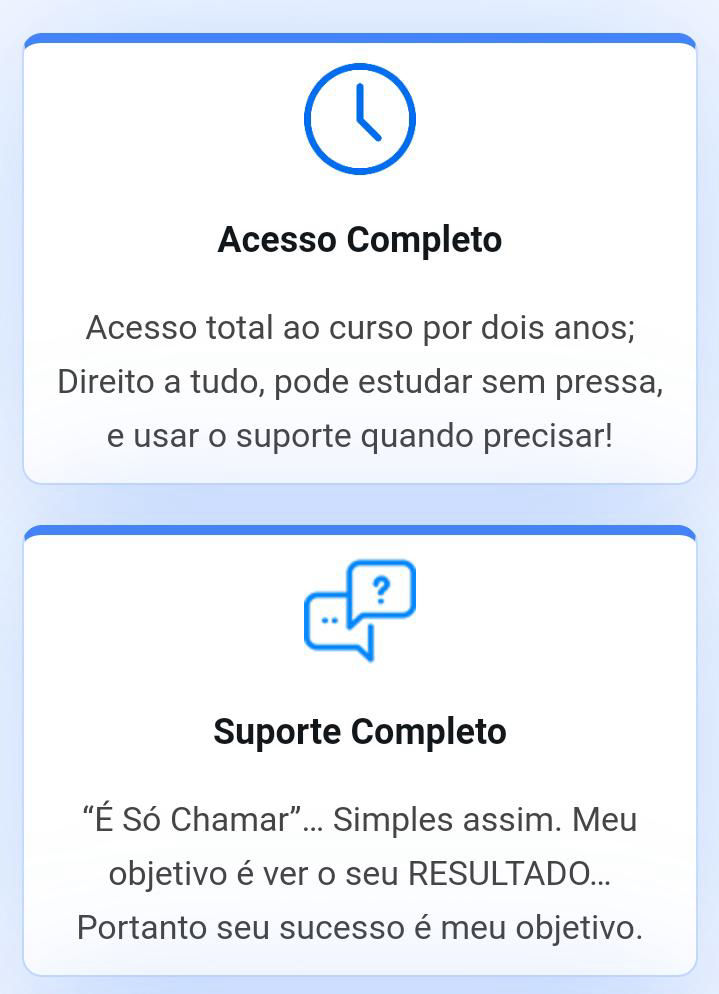 Acesso Completo
Acesso total ao curso por dois anos;
Direito a tudo, pode estudar sem pressa,
e usar o suporte quando precisar!
?
Suporte Completo
“É Só Chamar”… Simples assim. Meu
objetivo é ver o seu RESULTADO…
Portanto seu sucesso é meu objetivo.